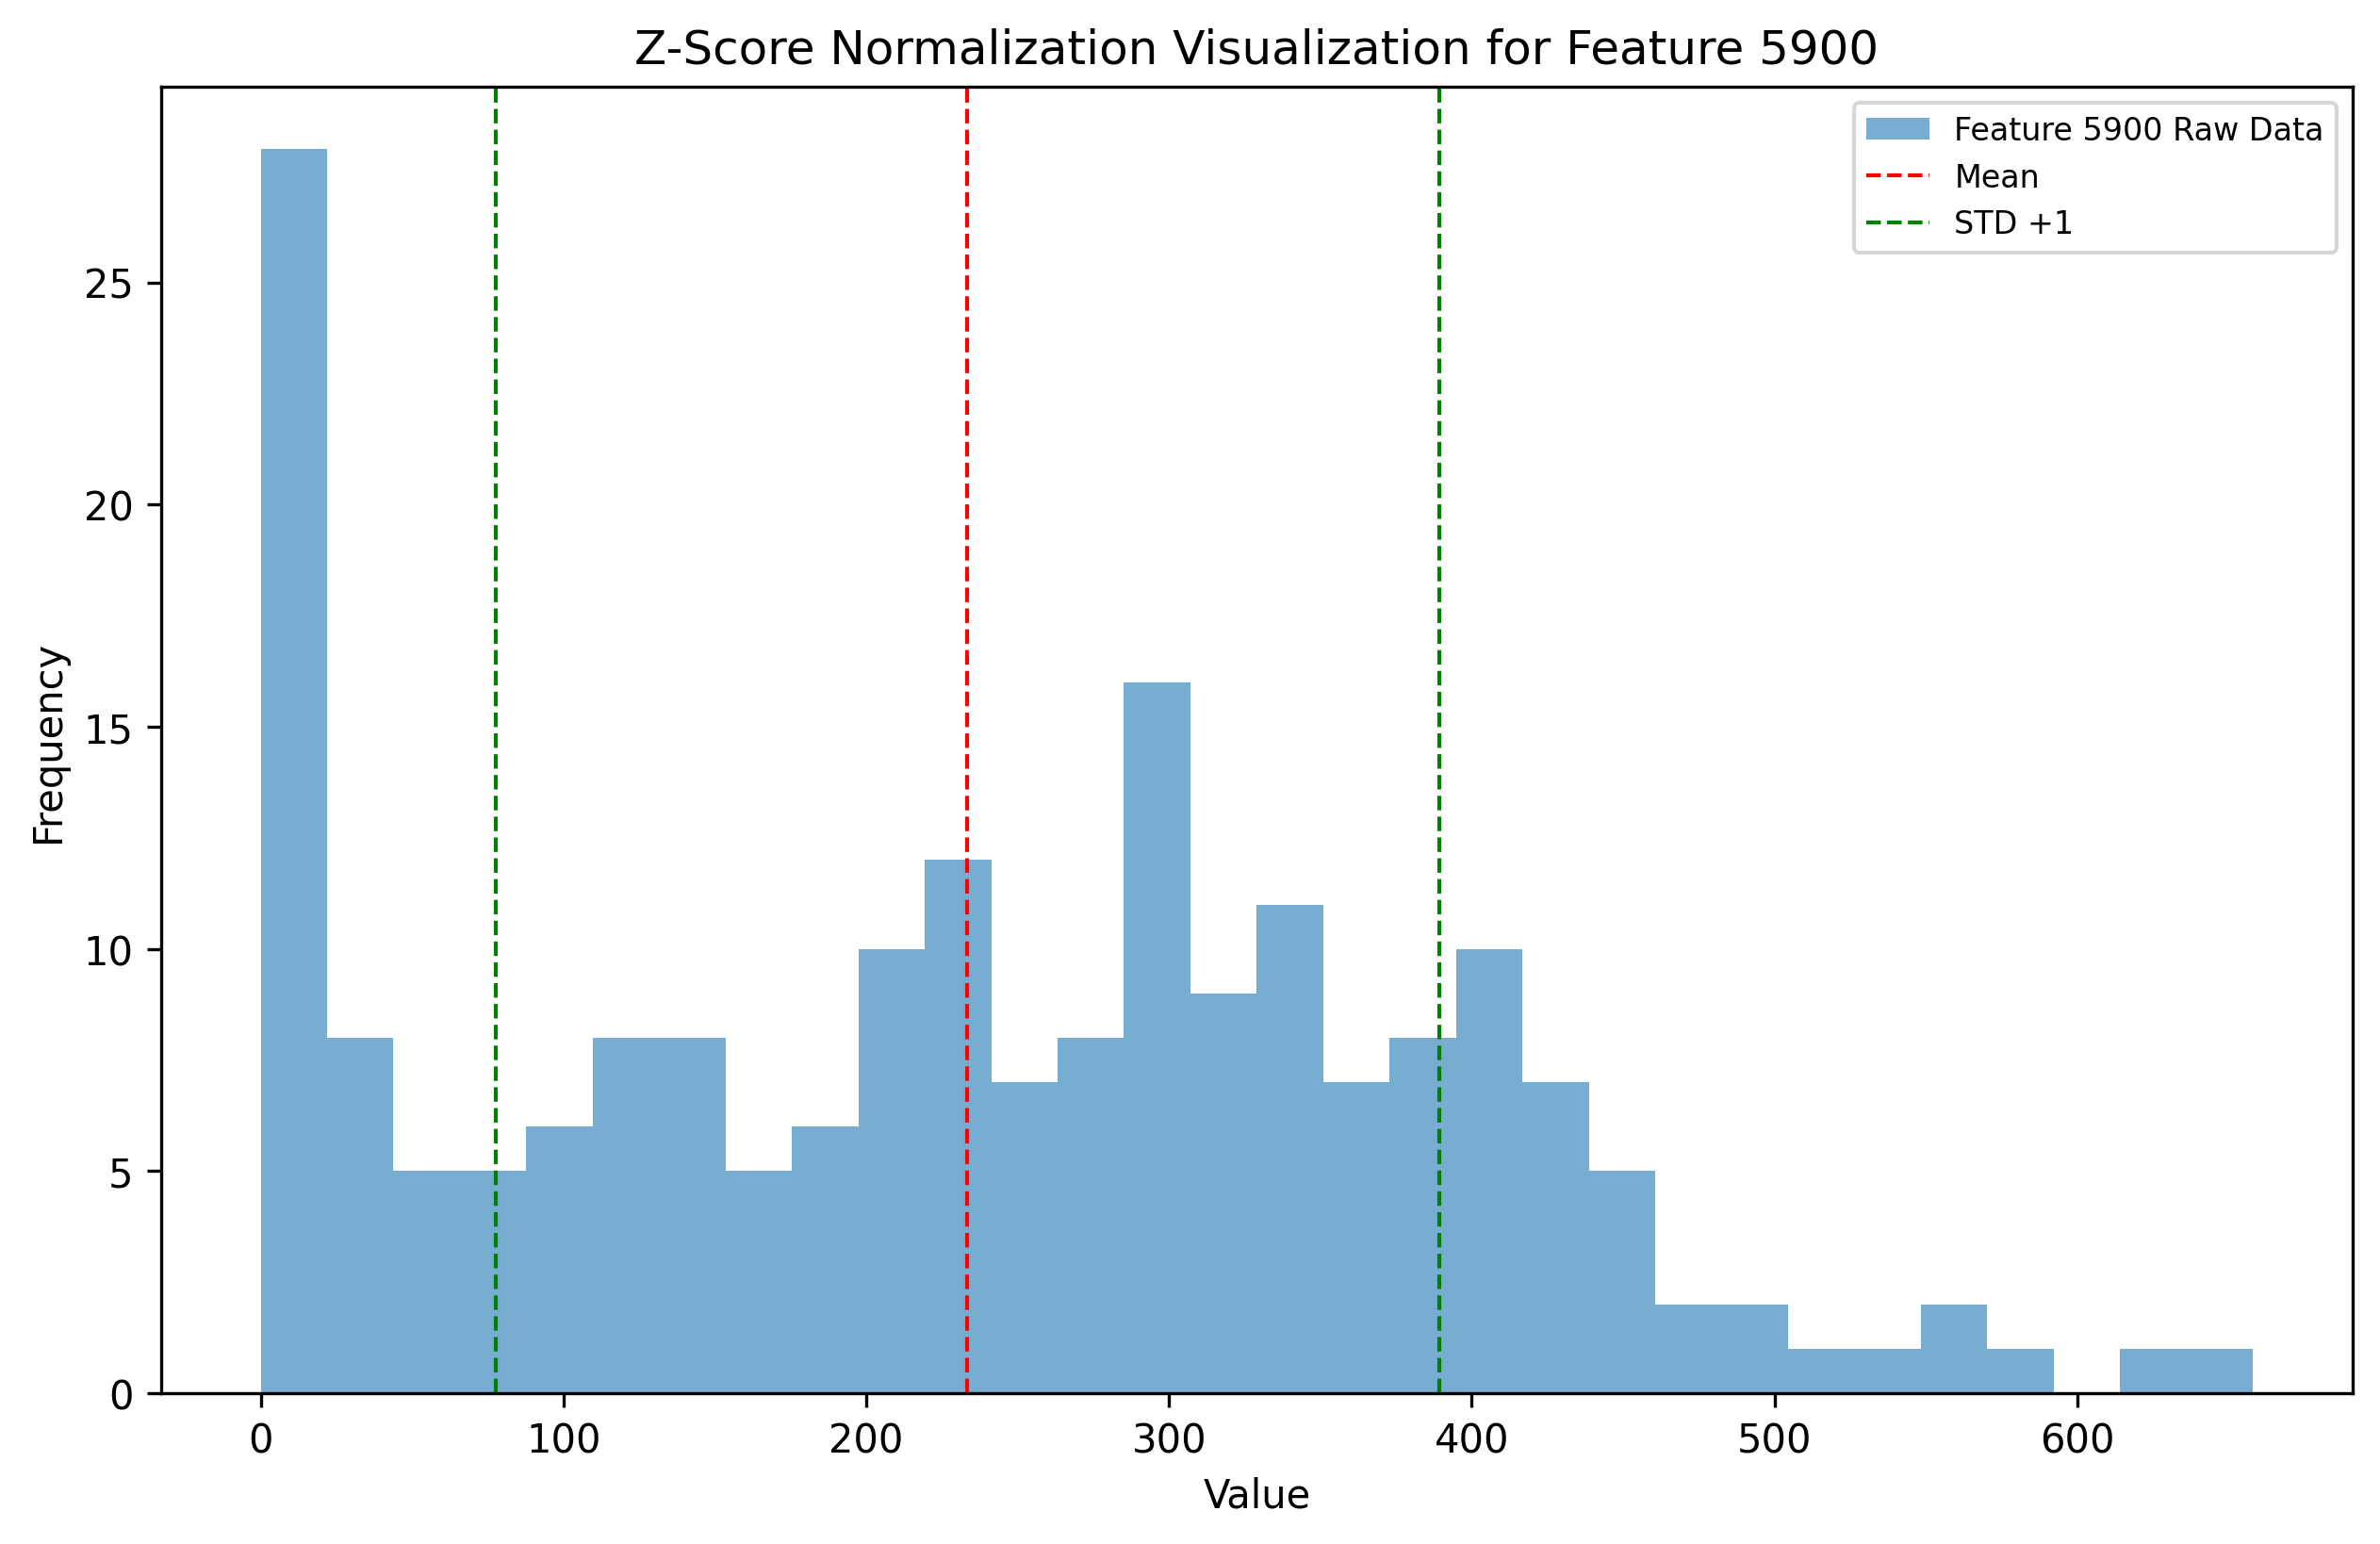 Z-Score Normalization Visualization for Feature 5900
Feature 5900 Raw Data
Mean
STD +1
25
20
15
10
5
0
Frequency
0 100 200 300 400 500 600
Value